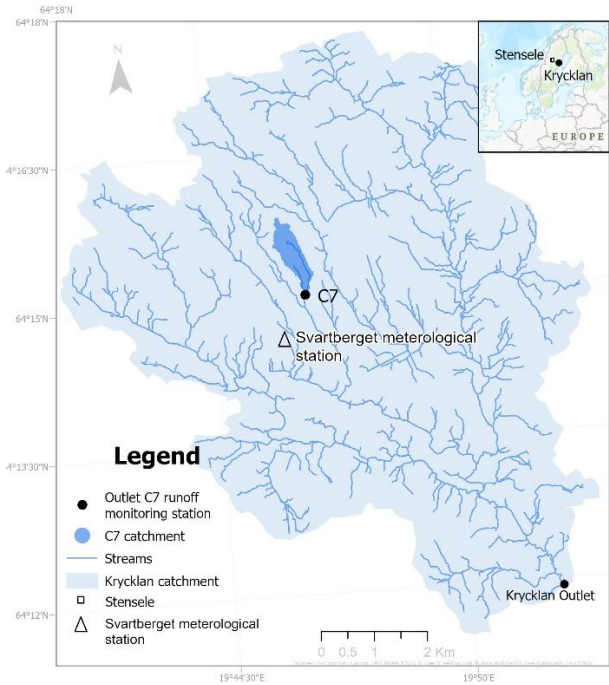 64°18'N
64°18'N
N
Stensele
Krycklan
EUROPE
4°16'30"N
C7
64°15'N
Svartberget meterological
station
4°13'30"N
Legend
Outlet C7 runoff
monitoring station
C7 catchment
Streams
Krycklan catchment
Stensele
Svartberget meterological
station
64°12'N
Krycklan Outlet
0 0.5 1 2 Km
19°44'30"E
19°50'E